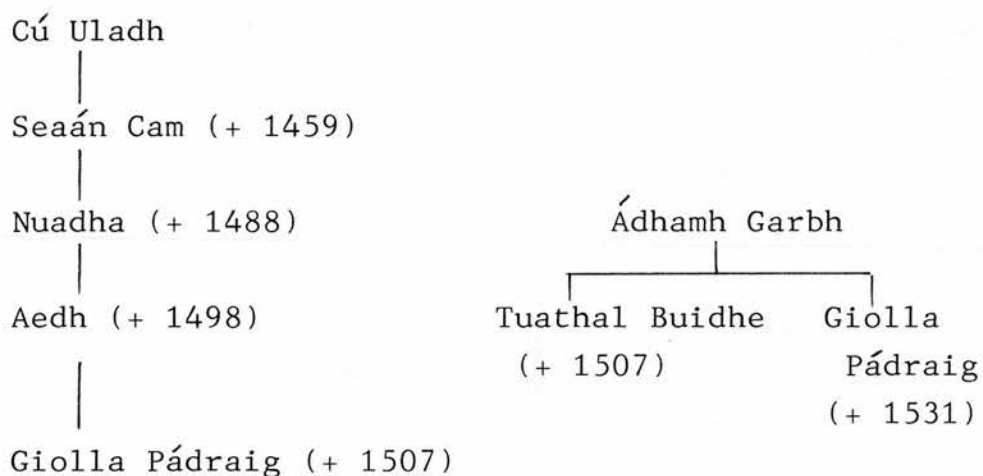 Cú Uladh
Seaán Cam (+ 1459)
Nuadha (+ 1488)
Ádhamh Garbh
Aedh (+ 1498)
Tuathal Buidhe
(+ 1507)
Giolla
Pádraig
(+ 1531)
Giolla Pádraig (+ 1507)